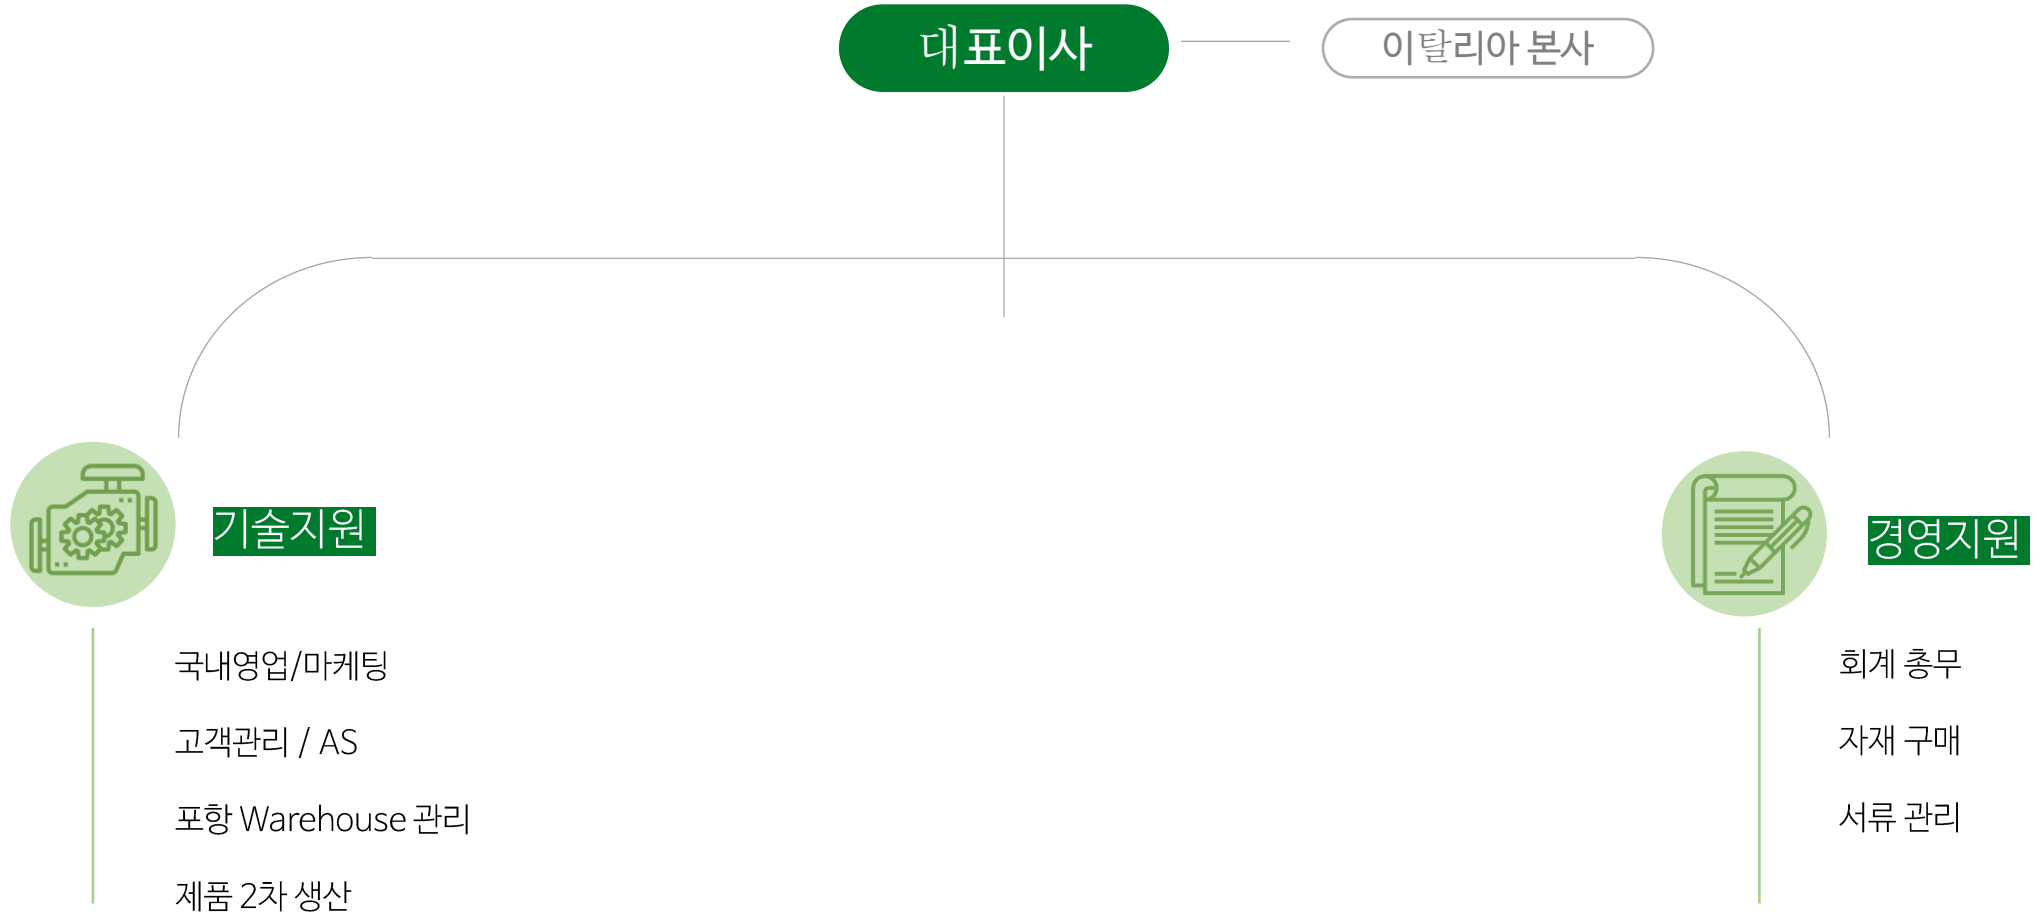 대표이사
이탈리아 본사
기술지원
국내영업/마케팅
고객관리 / AS
포항 Warehouse 관리
제품 2차 생산
경영지원
회계 총무
자재 구매
서류 관리